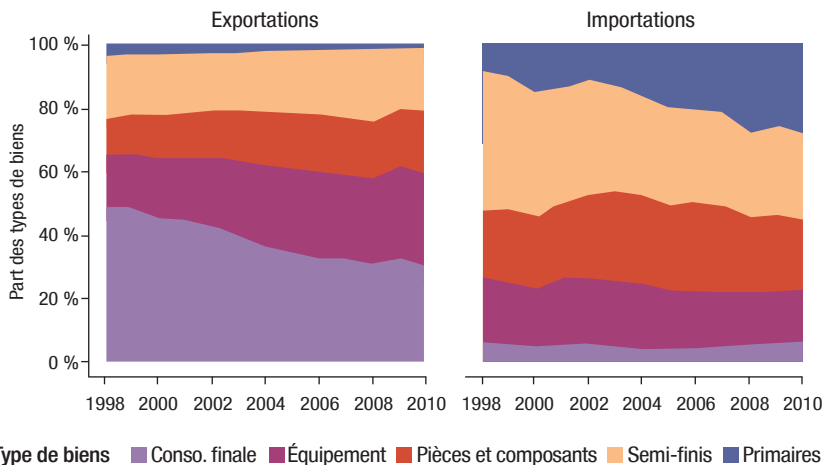 Exportations
Importations
Part des types de biens
100 %
80 %
60 %
40 %
20 %
0 %
1998 2000 2002 2004 2006 2008 2010
1998 2000 2002 2004 2006 2008 2010
Type de biens Conso. finale Équipement Pièces et composants Semi-finis Primaires